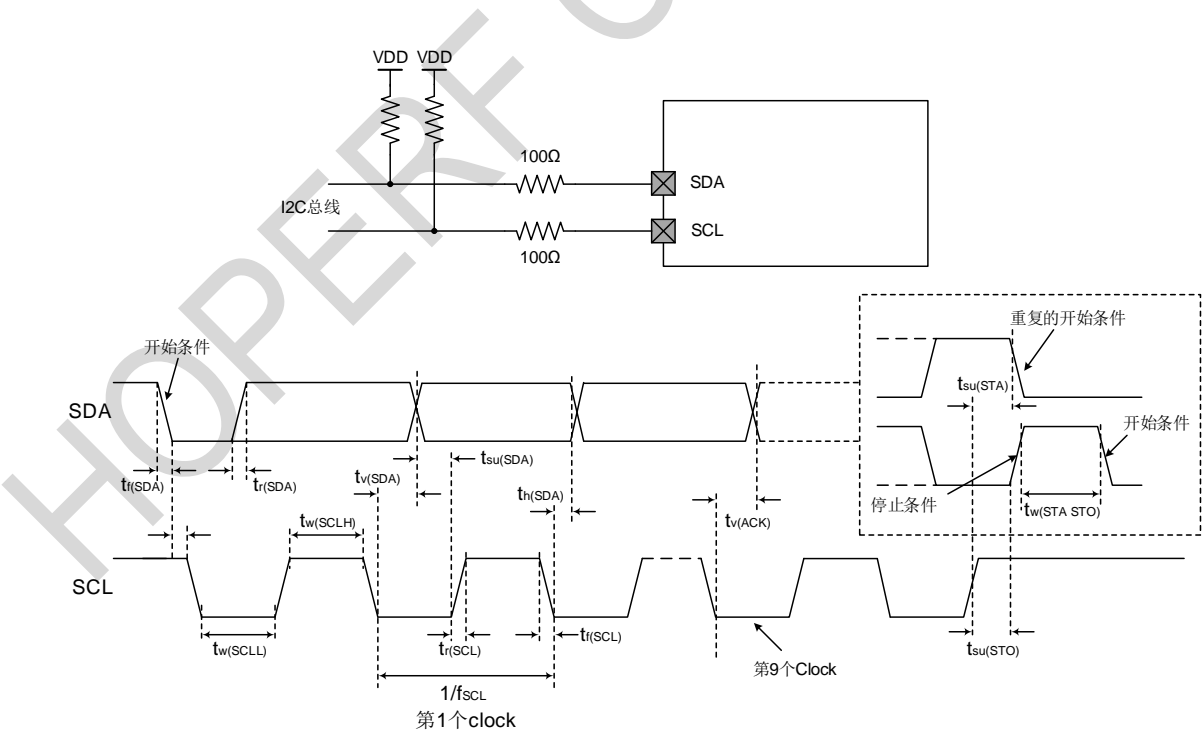 HOPERF
VDD VDD
100Ω
SDA
I2C总线
SCL
100Ω
重复的开始条件
开始条件
tsu(STA)
SDA
开始条件
tsu(SDA)
tv(SDA)
tf(SDA)
tr(SDA)
th(SDA)
停止条件
tw(STA STO)
tw(SCLH)
tv(ACK)
SCL
tw(SCLL)
tr(SCL)
tf(SCL)
tsu(STO)
第9个Clock
1/fSCL
第1个clock